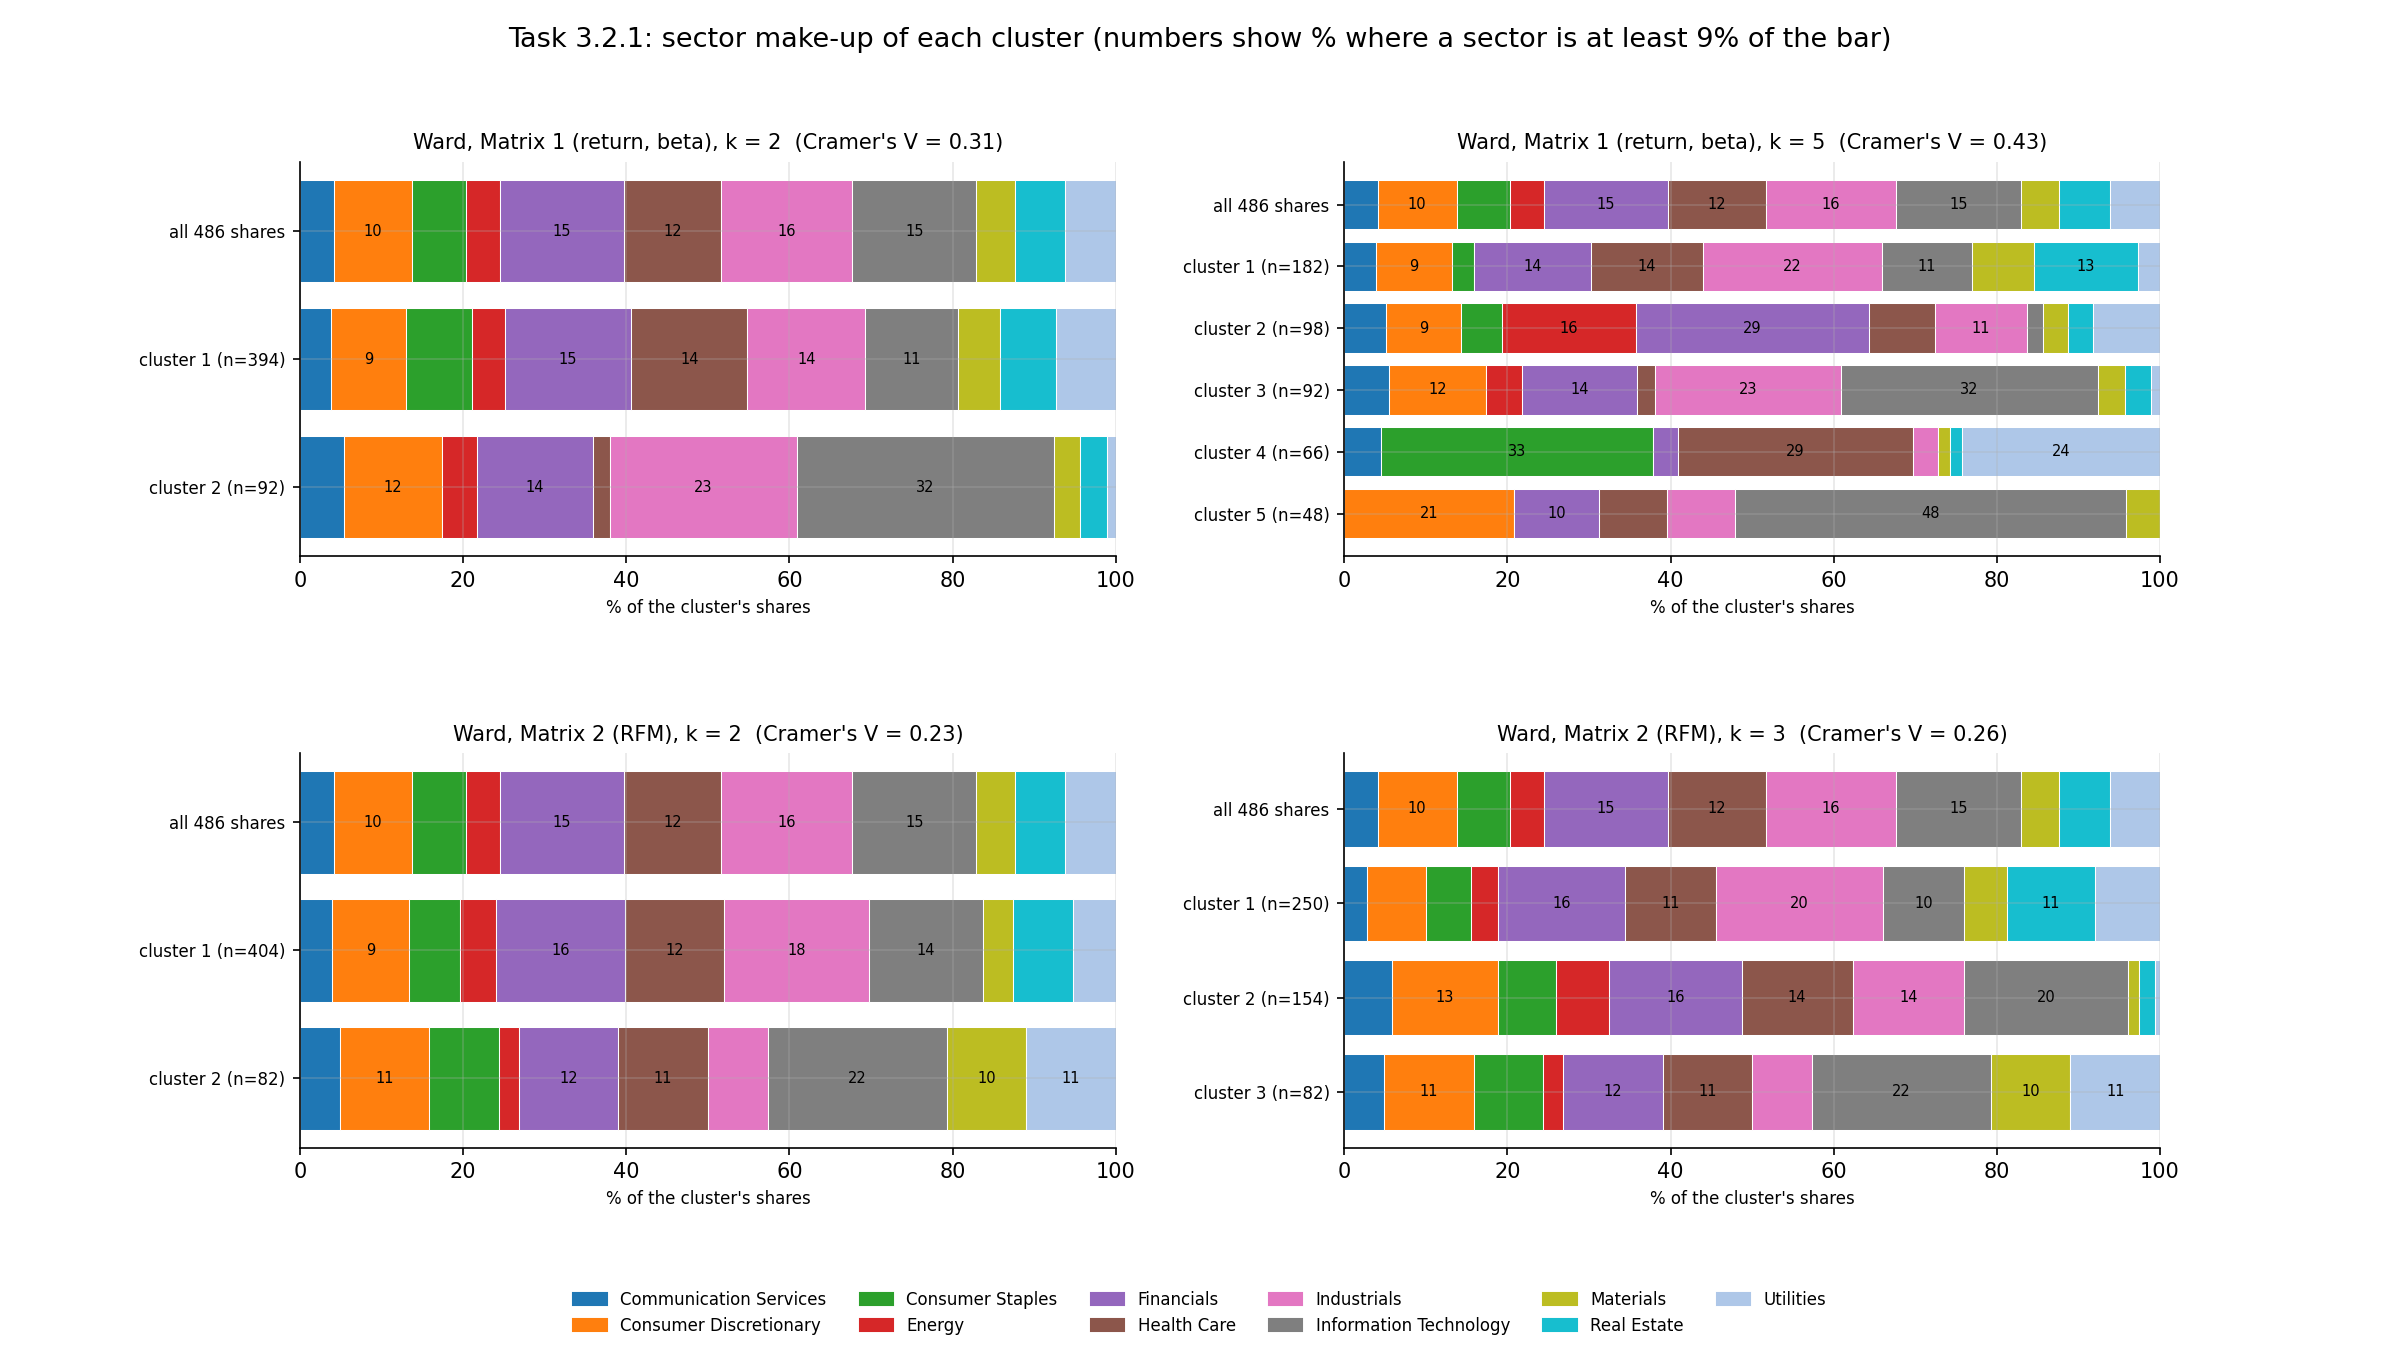 Task 3.2.1: sector make-up of each cluster (numbers show % where a sector is at least 9% of the bar)
Ward, Matrix 1 (return, beta), k = 2 (Cramer's V = 0.31)
all 486 shares 10 15 12 16 15
cluster 1 (n=394) 9 15 14 14 11
cluster 2 (n=92) 12 14 23 32
0 20 40 60 80 100
% of the cluster's shares
Ward, Matrix 1 (return, beta), k = 5 (Cramer's V = 0.43)
all 486 shares 10 15 12 16 15
cluster 1 (n=182) 9 14 14 22 11 13
cluster 2 (n=98) 9 16 29 11
cluster 3 (n=92) 12 14 23 32
cluster 4 (n=66) 33 29 24
cluster 5 (n=48) 21 10 48
0 20 40 60 80 100
% of the cluster's shares
Ward, Matrix 2 (RFM), k = 2 (Cramer's V = 0.23)
all 486 shares 10 15 12 16 15
cluster 1 (n=404) 9 16 12 18 14
cluster 2 (n=82) 11 12 11 22 10 11
0 20 40 60 80 100
% of the cluster's shares
Ward, Matrix 2 (RFM), k = 3 (Cramer's V = 0.26)
all 486 shares 10 15 12 16 15
cluster 1 (n=250) 16 11 20 10 11
cluster 2 (n=154) 13 16 14 14 20
cluster 3 (n=82) 11 12 11 22 10 11
0 20 40 60 80 100
% of the cluster's shares
Communication Services Consumer Staples Financials Industrials Materials Utilities
Consumer Discretionary Energy Health Care Information Technology Real Estate